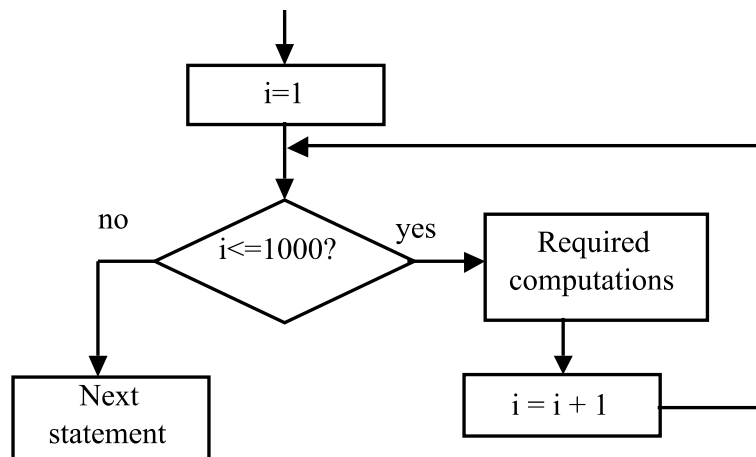 i=1
no
i<=1000?
yes
Required
computations
Next
statement
i = i + 1